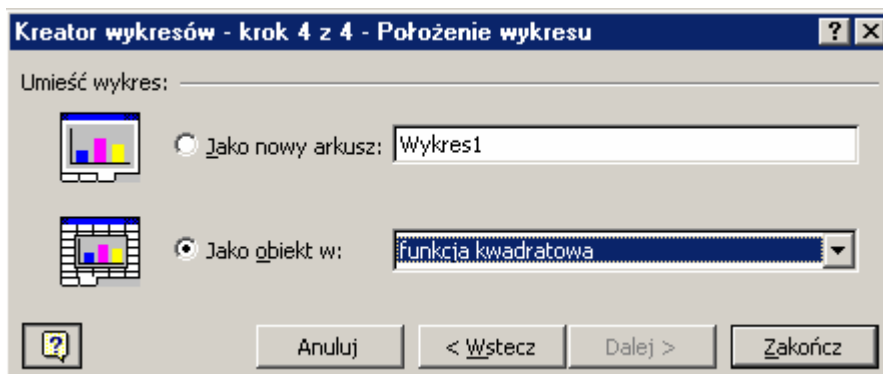 Kreator wykresów - krok 4 z 4 - Położenie wykresu
Umieść wykres:
Jako nowy arkusz: Wykres1
Jako obiekt w: funkcja kwadratowa
Anuluj < Wstecz Dalej > Zakończ